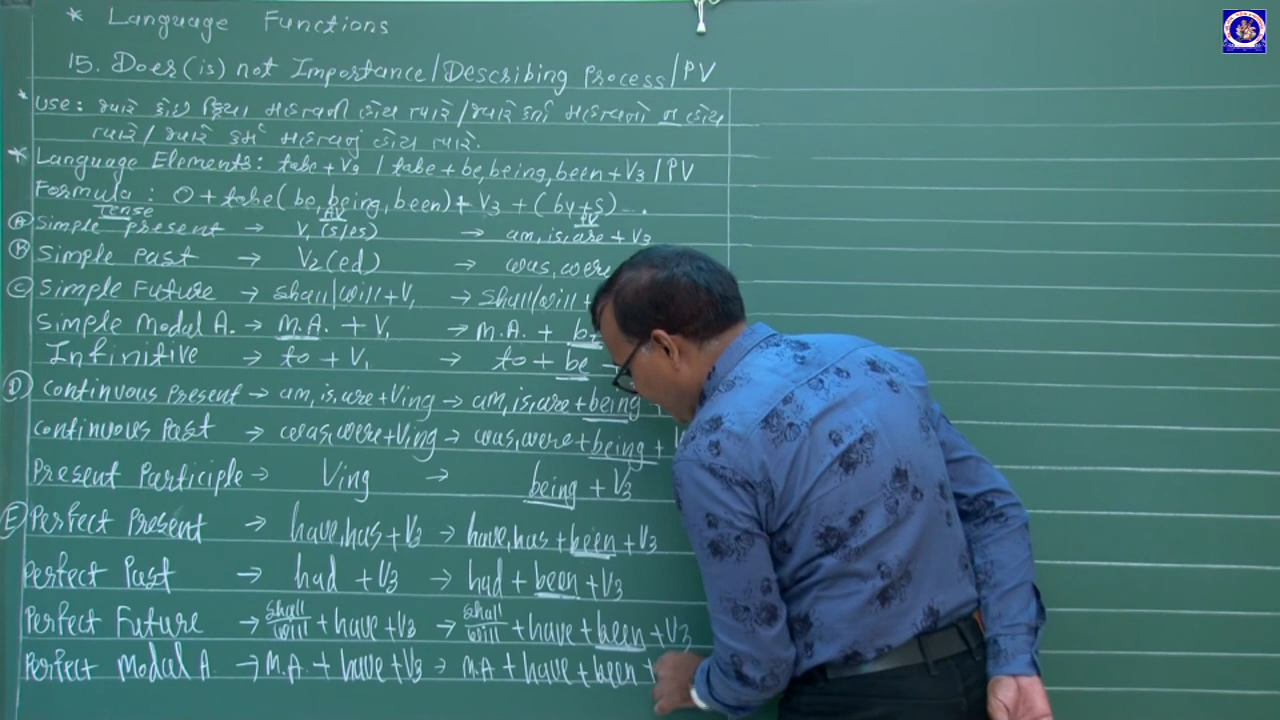 * Language Functions
15. Doer(is) not Importance/Describing Process/PV
* Use: જ્યારે કોઈ ક્રિયા મહત્વની હોય ત્યારે/જ્યારે કર્તા મહત્વનો ન હોય
ત્યારે/જ્યારે કર્મ મહત્વનું હોય ત્યારે.
* Language Elements: tobe + V3 / tobe + be, being, been + V3 / PV
Formula : O + tobe (be, being, been) + V3 + (by+S) -.
Tense AV PV
(A) Simple Present → V1 (s/es) → am, is, are + V3
(B) Simple Past → V2 (ed) → was, were
(C) Simple Future → Shall/will + V1 → Shall/will +
Simple Modul A. → M.A. + V1 → M.A. + be
Infinitive → to + V1 → to + be
(D) Continuous Present → am, is, are + Ving → am, is, are + being +
Continuous Past → was, were + Ving → was, were + being +
Present Participle → Ving → being + V3
(E) Perfect Present → have, has + V3 → have, has + been + V3
Perfect Past → had + V3 → had + been + V3
Perfect Future → shall/will + have + V3 → shall/will + have + been + V3
Perfect Modul A. → M.A. + have + V3 → M.A + have + been +